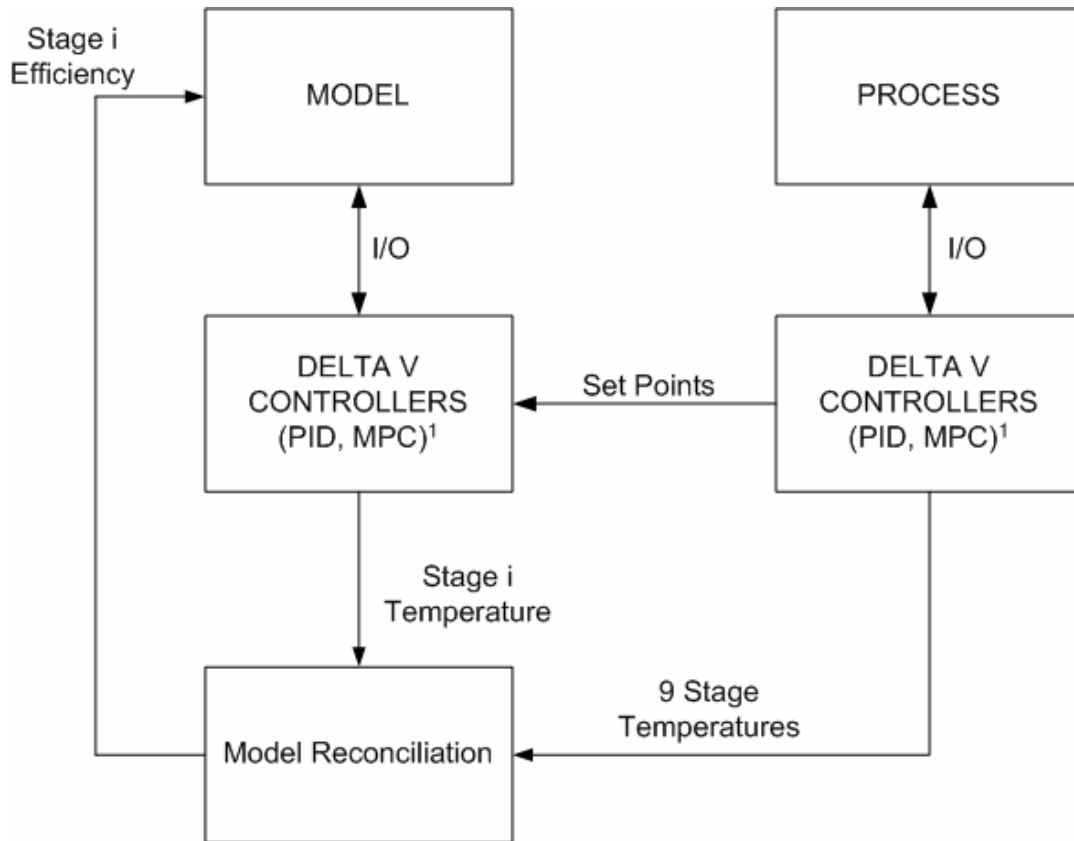 Stage i
Efficiency
MODEL
PROCESS
I/O
I/O
DELTA V
CONTROLLERS
(PID, MPC)¹
Set Points
DELTA V
CONTROLLERS
(PID, MPC)¹
Stage i
Temperature
9 Stage
Temperatures
Model Reconciliation